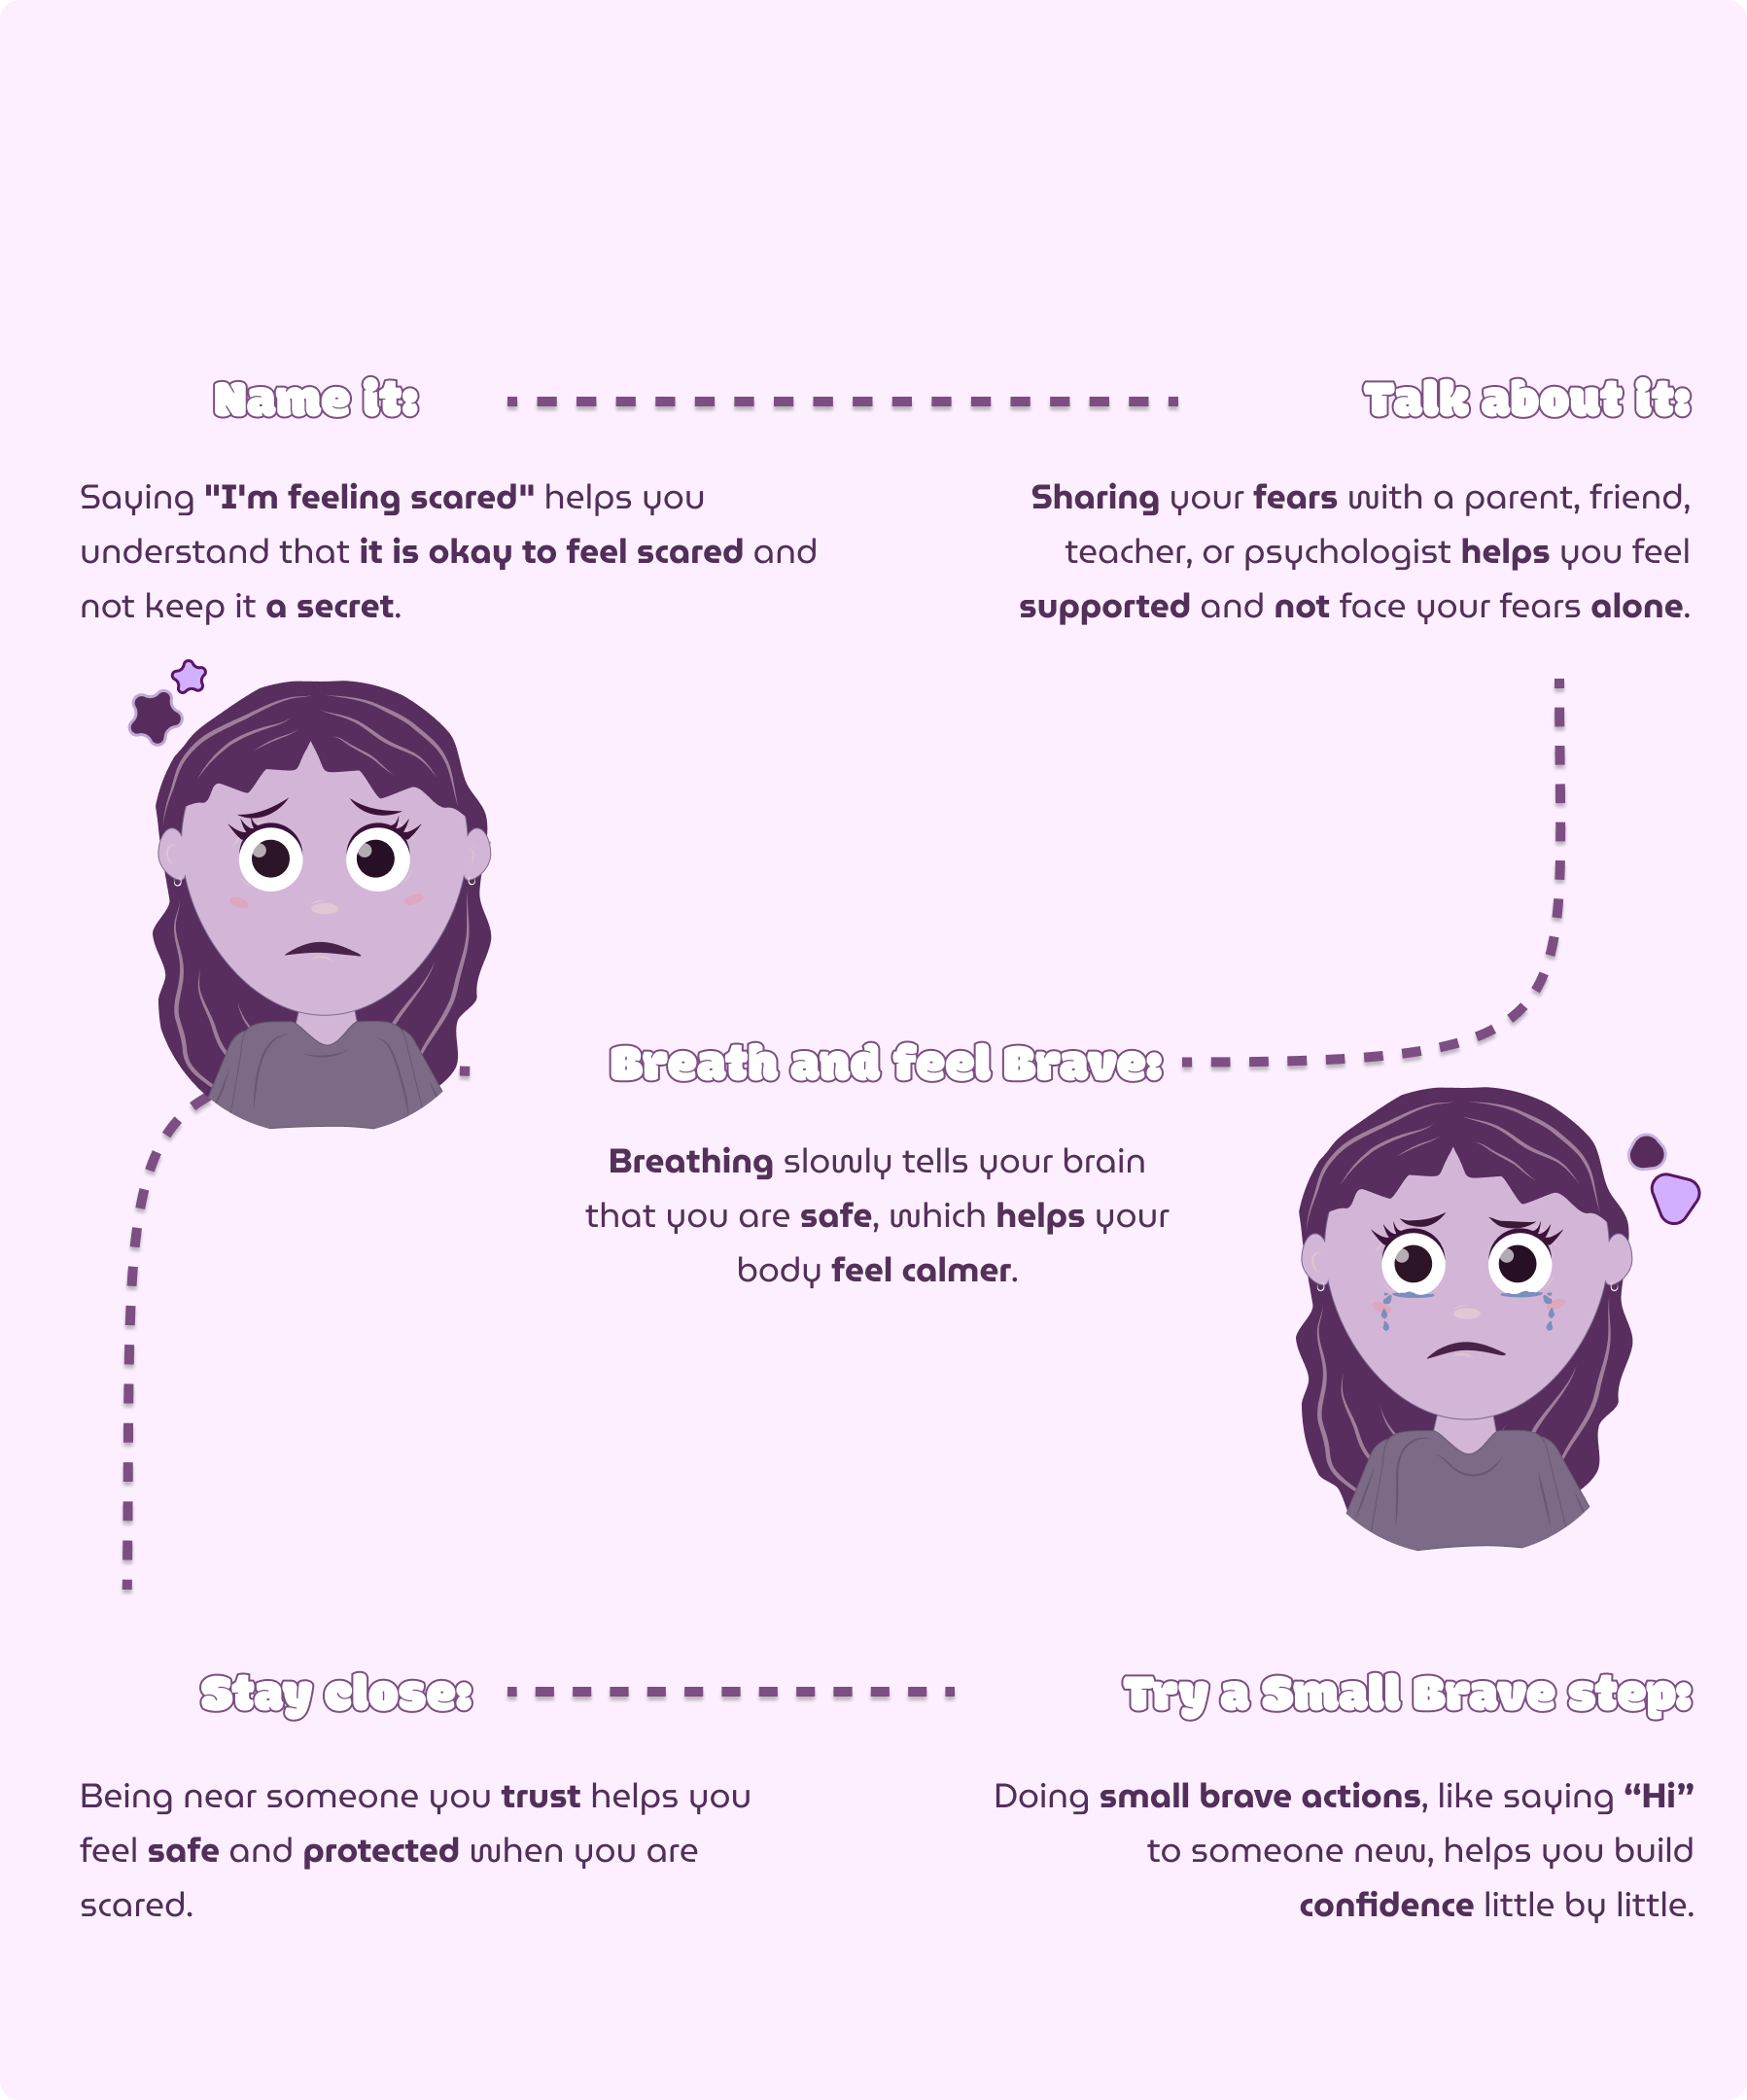 Name it:
Talk about it:
Saying "I'm feeling scared" helps you
understand that it is okay to feel scared and
not keep it a secret.
Sharing your fears with a parent, friend,
teacher, or psychologist helps you feel
supported and not face your fears alone.
Breath and feel Brave:
Breathing slowly tells your brain
that you are safe, which helps your
body feel calmer.
Stay close:
Try a Small Brave step:
Being near someone you trust helps you
feel safe and protected when you are
scared.
Doing small brave actions, like saying “Hi”
to someone new, helps you build
confidence little by little.